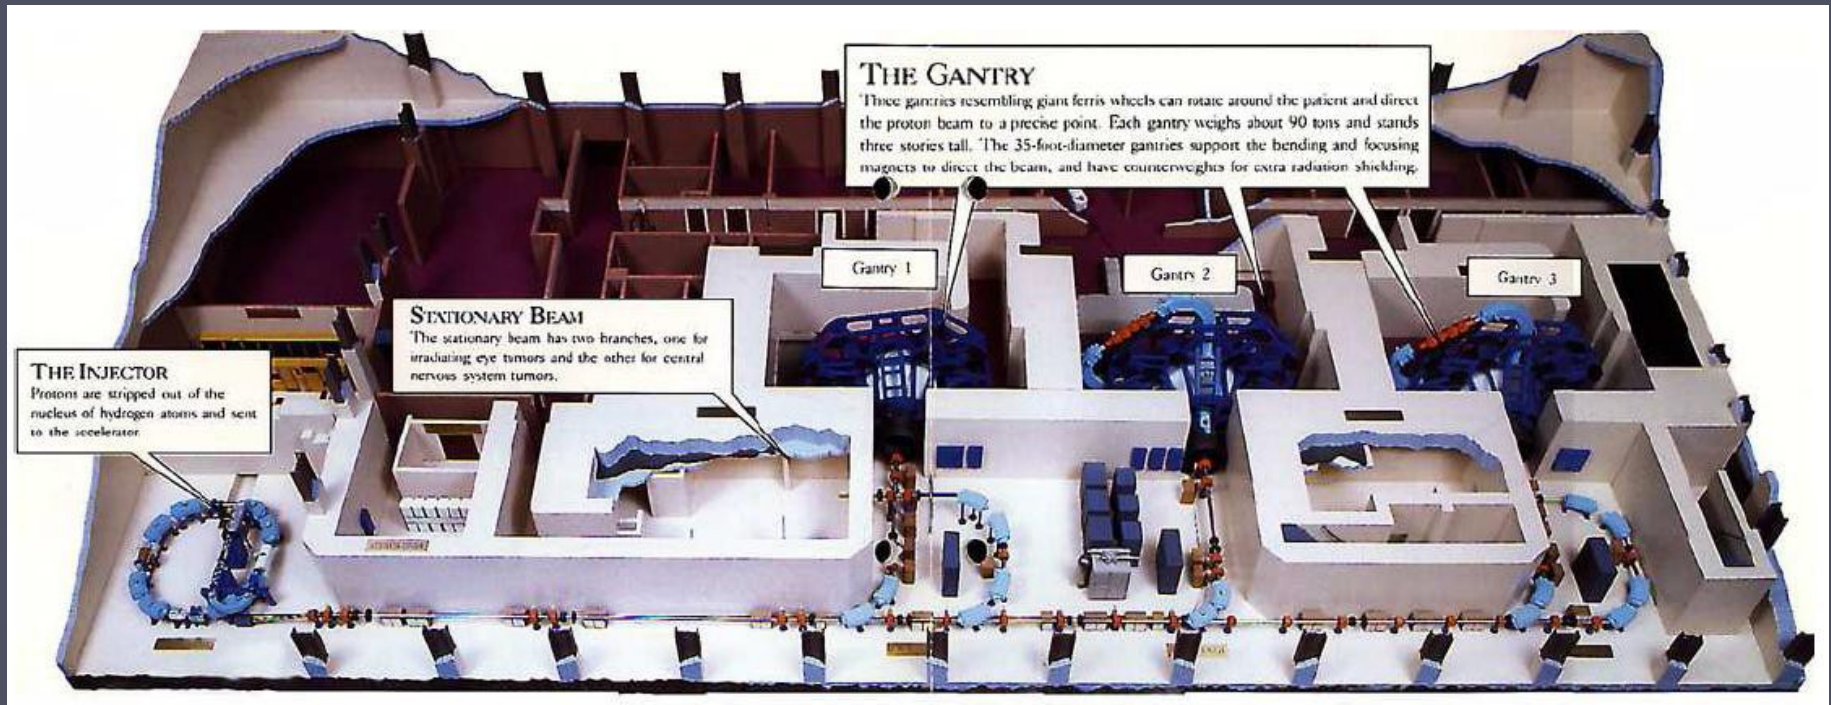 THE GANTRY
Three gantries resembling giant ferris wheels can rotate around the patient and direct
the proton beam to a precise point. Each gantry weighs about 90 tons and stands
three stories tall. The 35-foot-diameter gantries support the bending and focusing
magnets to direct the beam, and have counterweights for extra radiation shielding.
Gantry 1
Gantry 2
Gantry 3
STATIONARY BEAM
The stationary beam has two branches, one for
irradiating eye tumors and the other for central
nervous system tumors.
THE INJECTOR
Protons are stripped out of the
nucleus of hydrogen atoms and sent
to the accelerator.